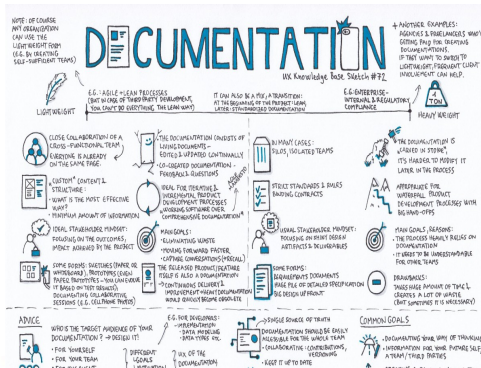 NOTE: OF COURSE
ANY ORGANIZATION
CAN USE THE
LIGHTWEIGHT FORM
(E.G. BY CREATING
SELF-SUFFICIENT TEAMS)
DOCUMENTATION
UX Knowledge Base Sketch #72
+ ANOTHER EXAMPLES:
AGENCIES & FREELANCERS WHO
GETTING PAID FOR CREATING
DOCUMENTATIONS.
IF THEY WANT TO SWITCH TO
LIGHTWEIGHT, FREQUENT CLIENT
INVOLVEMENT CAN HELP.
LIGHTWEIGHT
E.G.: AGILE + LEAN PROCESSES
(BUT IN CASE OF THIRD PARTY DEVELOPMENT,
YOU CAN'T DO EVERYTHING THE LEAN WAY)
IT CAN ALSO BE A MIX, A TRANSITION:
AT THE BEGINNING OF THE PROJECT: LEAN,
LATER: STANDARDIZED DOCUMENTATION
E.G.: ENTERPRISE -
INTERNAL & REGULATORY
COMPLIANCE
1
TON
HEAVY WEIGHT
CLOSE COLLABORATION OF A
CROSS-FUNCTIONAL TEAM
EVERYONE IS ALREADY
ON THE SAME PAGE
"CUSTOM" CONTENT &
STRUCTURE:
· WHAT IS THE MOST EFFECTIVE
WAY?
· MINIMUM AMOUNT OF INFORMATION
IDEAL STAKEHOLDER MINDSET:
FOCUSING ON THE OUTCOMES,
IMPACT ACHIEVED BY THE PROJECT
SOME FORMS: SKETCHES (PAPER OR
WHITEBOARD), PROTOTYPES (EVEN
PAPER PROTOTYPES - YOU CAN EVOLVE
IT BASED ON TEST RESULTS)
DOCUMENTING COLLABORATIVE
SESSIONS (E.G. CELLPHONE PHOTOS)
THE DOCUMENTATION CONSISTS OF
LIVING DOCUMENTS -
EDITED & UPDATED CONTINUALLY
· CO-CREATED DOCUMENTATION -
FEEDBACK & QUESTIONS
IDEAL FOR ITERATIVE &
INCREMENTAL PRODUCT
DEVELOPMENT PROCESSES
"WORKING SOFTWARE OVER
COMPREHENSIVE DOCUMENTATION"
MAIN GOALS:
· ELIMINATING WASTE
· MOVING FORWARD FASTER
· CAPTURE CONVERSATIONS (→RECALL)
THE RELEASED PRODUCT/FEATURE
ITSELF IS ALSO A DOCUMENTATION
→ CONTINUOUS DELIVERY &
IMPROVEMENT → HEAVY DOCUMENTATION
WOULD QUICKLY BECOME OBSOLETE
IN MANY CASES:
SILOS, ISOLATED TEAMS
STRICT STANDARDS & RULES
BINDING CONTRACTS
USUAL STAKEHOLDER MINDSET:
FOCUSING ON RIGHT DESIGN
ARTIFACTS & DELIVERABLES
SOME FORMS:
REQUIREMENTS DOCUMENTS
HUGE PILE OF DETAILED SPECIFICATION
BIG DESIGN UP FRONT
"THE DOCUMENTATION IS
CARVED IN STONE",
IT'S HARDER TO MODIFY IT
LATER IN THE PROCESS
APPROPRIATE FOR
WATERFALL PRODUCT
DEVELOPMENT PROCESSES WITH
BIG HAND-OFFS
MAIN GOALS, REASONS:
· THE PROCESS HEAVILY RELIES ON
DOCUMENTATION
· IT NEEDS TO BE UNDERSTANDABLE
FOR OTHER TEAMS
DRAWBACKS:
TAKES HUGE AMOUNT OF TIME &
CREATES A LOT OF WASTE
(BUT SOMETIMES IT IS NECESSARY)
ADVICE
WHO IS THE TARGET AUDIENCE OF YOUR
DOCUMENTATION? → DESIGN IT!
· FOR YOURSELF
· FOR YOUR TEAM
DIFFERENT
GOALS
E.G. FOR DEVELOPERS:
- IMPLEMENTATION
- DATA MODELING
- DATA TYPES ETC.
UX OF THE
DOCUMENTATION
→ SINGLE SOURCE OF TRUTH
DOCUMENTATION SHOULD BE EASILY
ACCESSIBLE FOR THE WHOLE TEAM
· COLLABORATING: CONTRIBUTIONS,
VERSIONING
· KEEP IT UP TO DATE
COMMON GOALS
· DOCUMENTING YOUR WAY OF THINKING
· INFORMATION FOR YOUR FUTURE SELF,
A TEAM / THIRD PARTIES